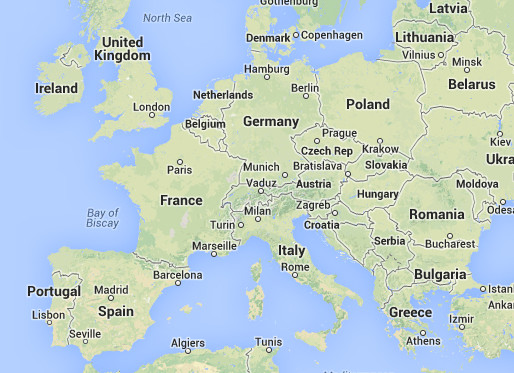 Gothenburg
Latvia
North Sea
Denmark
Copenhagen
Lithuania
United
Kingdom
Vilnius
Minsk
Hamburg
Ireland
Netherlands
Berlin
Belarus
London
Poland
Belgium
Germany
Prague
Kiev
Czech Rep
Krakow
Ukra
Paris
Munich
Bratislava
Slovakia
Vaduz
Austria
Moldova
France
Hungary
Zagreb
Odes
Bay of
Biscay
Milan
Romania
Turin
Croatia
Marseille
Serbia
Bucharest
Italy
Rome
Bulgaria
Barcelona
Portugal
Madrid
Istan
Ankar
Lisbon
Spain
Greece
Izmir
Seville
Athens
Algiers
Tunis